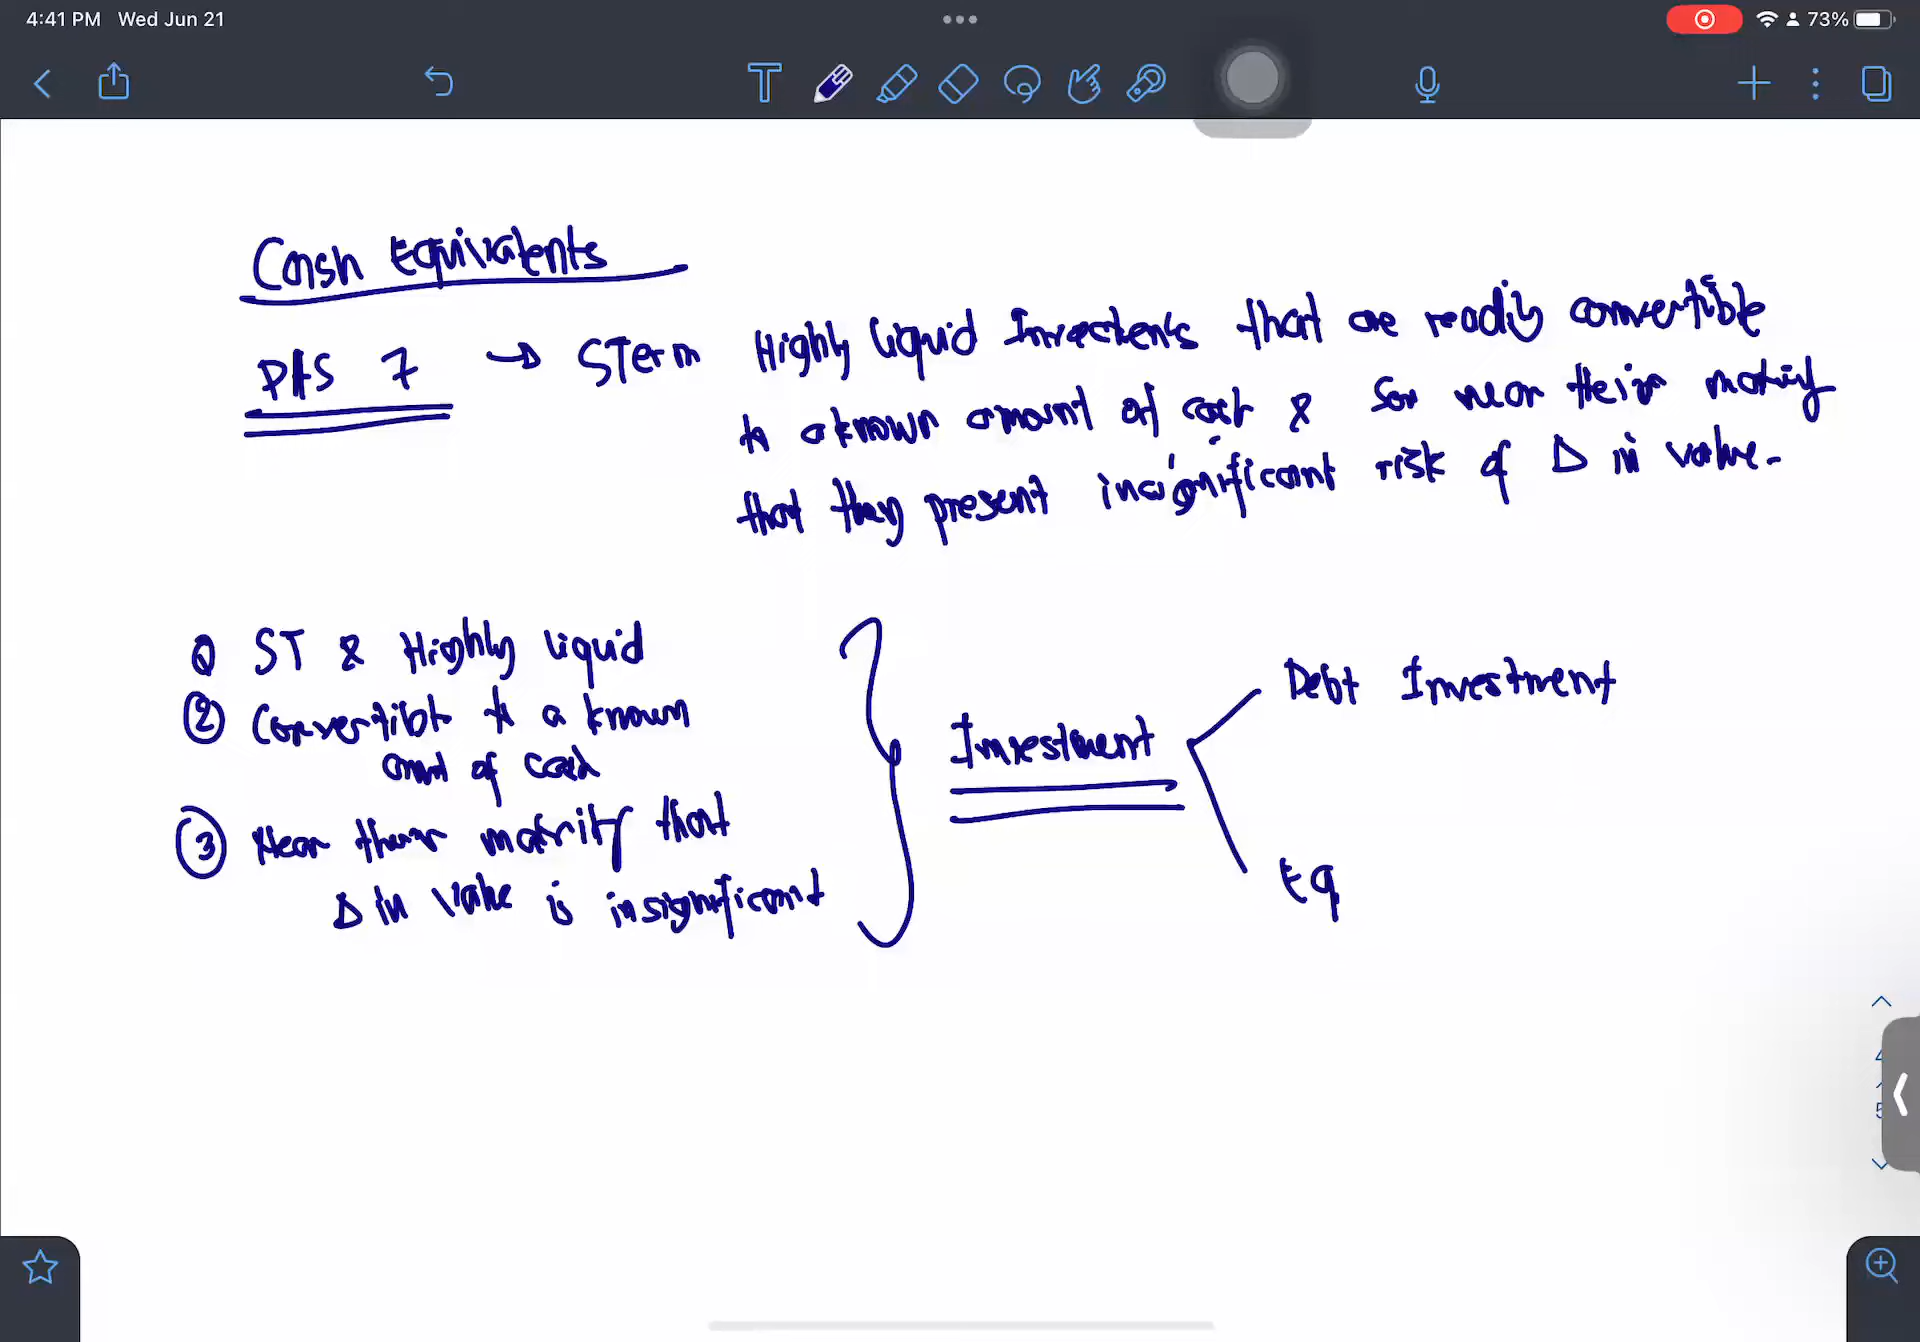 4:41 PM Wed Jun 21
73%
Cash Equivalents
PAS 7 → STerm Highly liquid Investments that are readily convertible
to a known amount of cash & so near their maturity
that they present insignificant risk of Δ in value.
① ST & Highly liquid
② Convertible to a known
amnt of cash
③ Near their maturity that
Δ in value is insignificant
Investment
Debt Investment
Eq